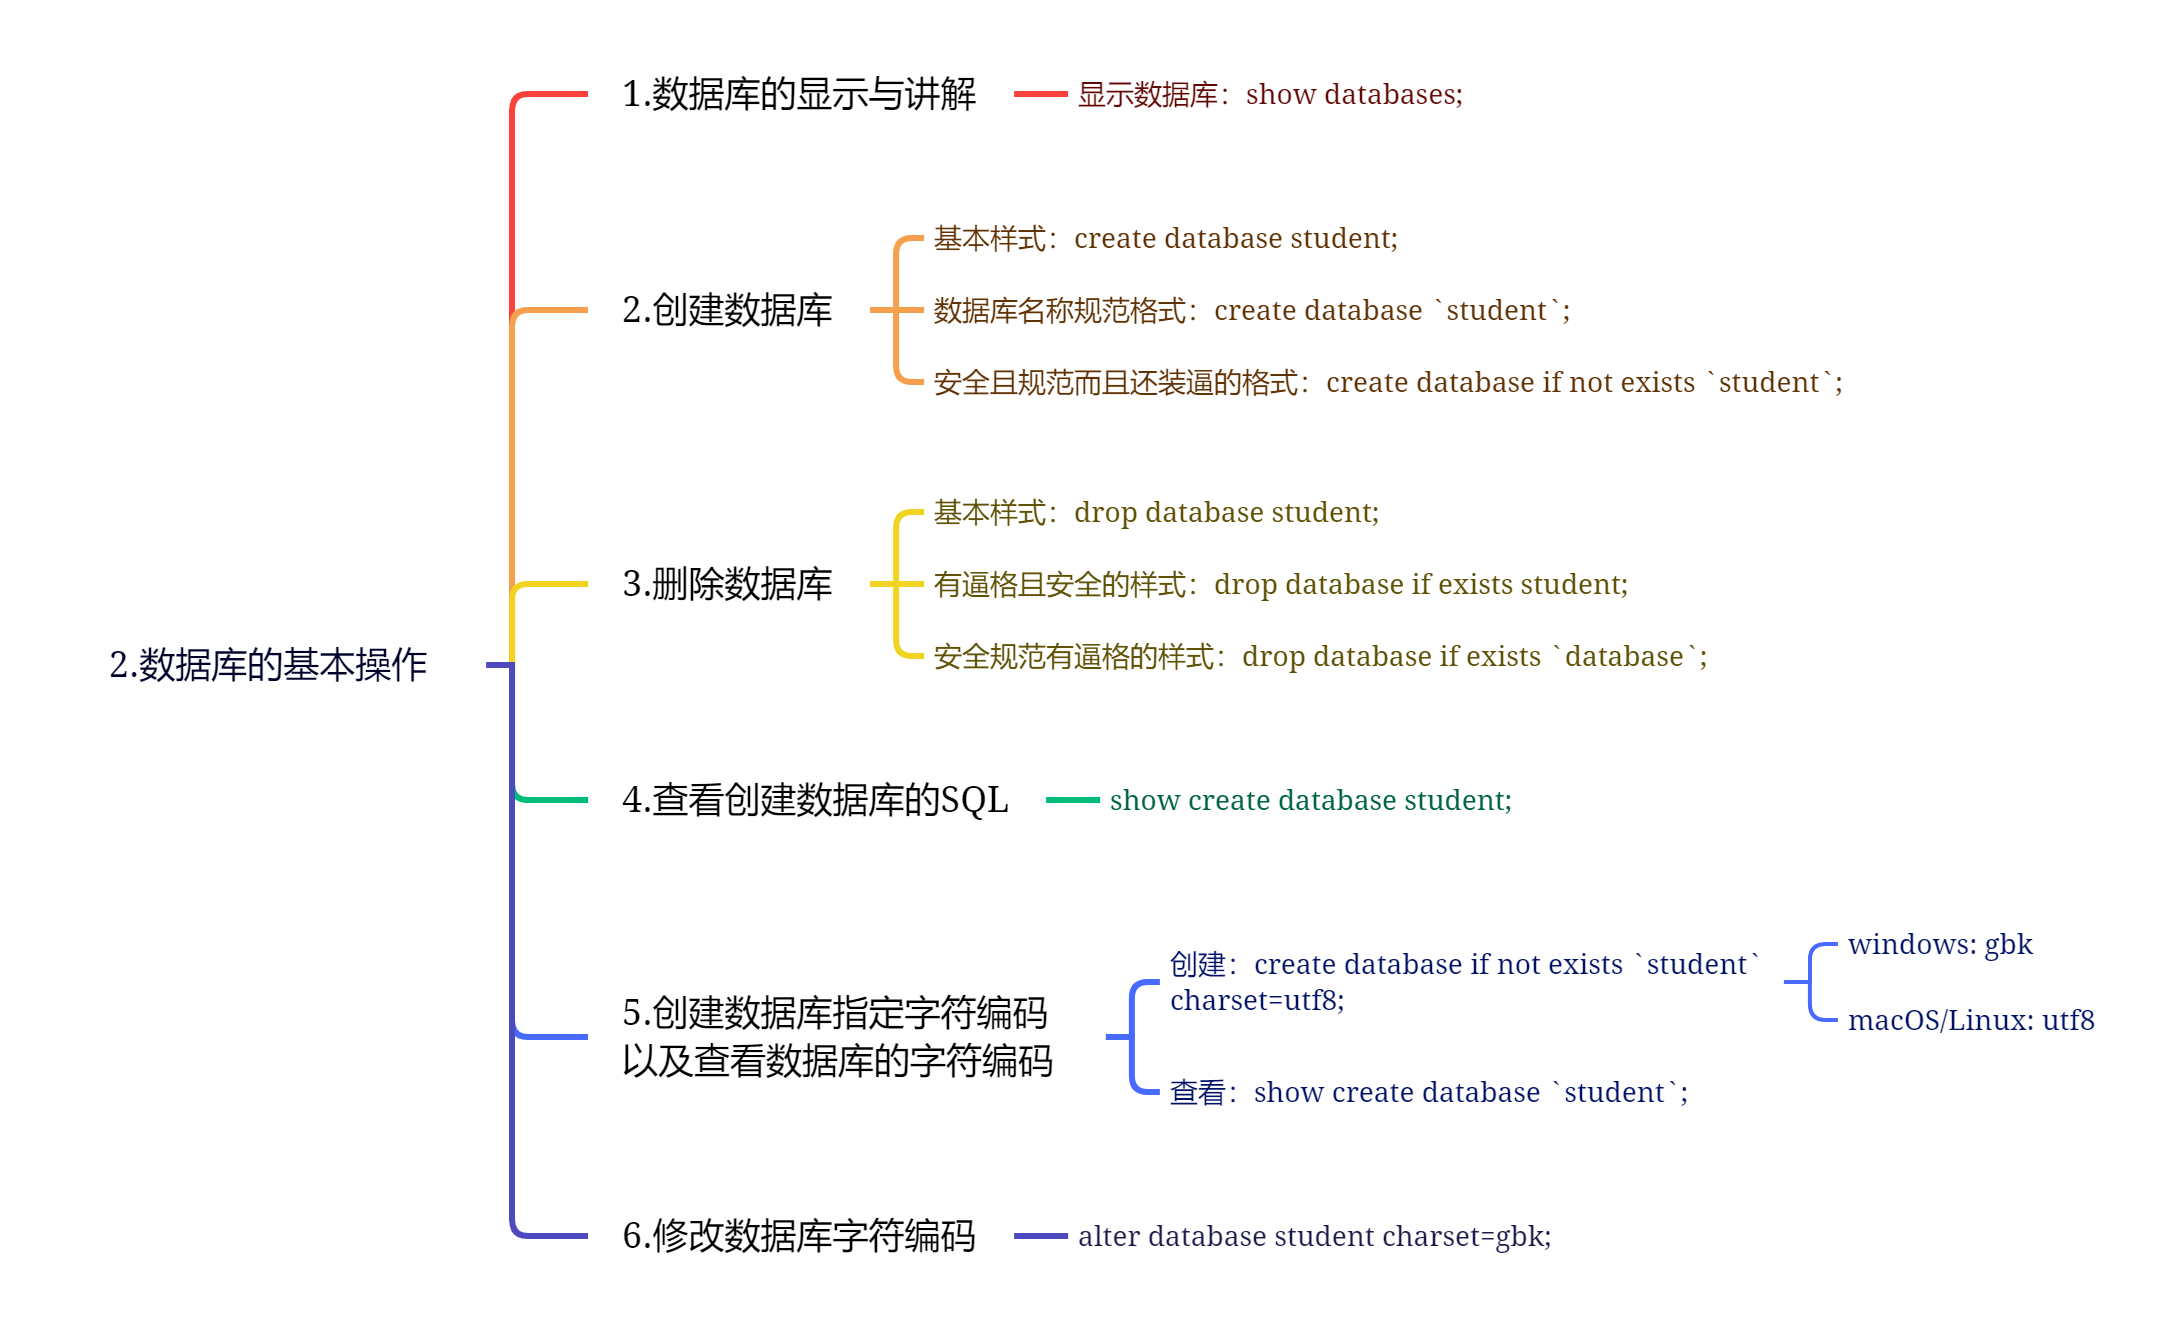 2.数据库的基本操作
1.数据库的显示与讲解
显示数据库：show databases;
2.创建数据库
基本样式：create database student;
数据库名称规范格式：create database `student`;
安全且规范而且还装逼的格式：create database if not exists `student`;
3.删除数据库
基本样式：drop database student;
有逼格且安全的样式：drop database if exists student;
安全规范有逼格的样式：drop database if exists `database`;
4.查看创建数据库的SQL
show create database student;
5.创建数据库指定字符编码
以及查看数据库的字符编码
创建：create database if not exists `student`
charset=utf8;
windows: gbk
macOS/Linux: utf8
查看：show create database `student`;
6.修改数据库字符编码
alter database student charset=gbk;